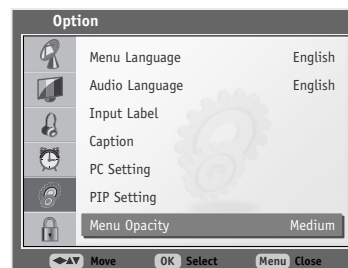 Option
Menu Language English
Audio Language English
Input Label
Caption
PC Setting
PIP Setting
Menu Opacity Medium
Move OK Select Menu Close